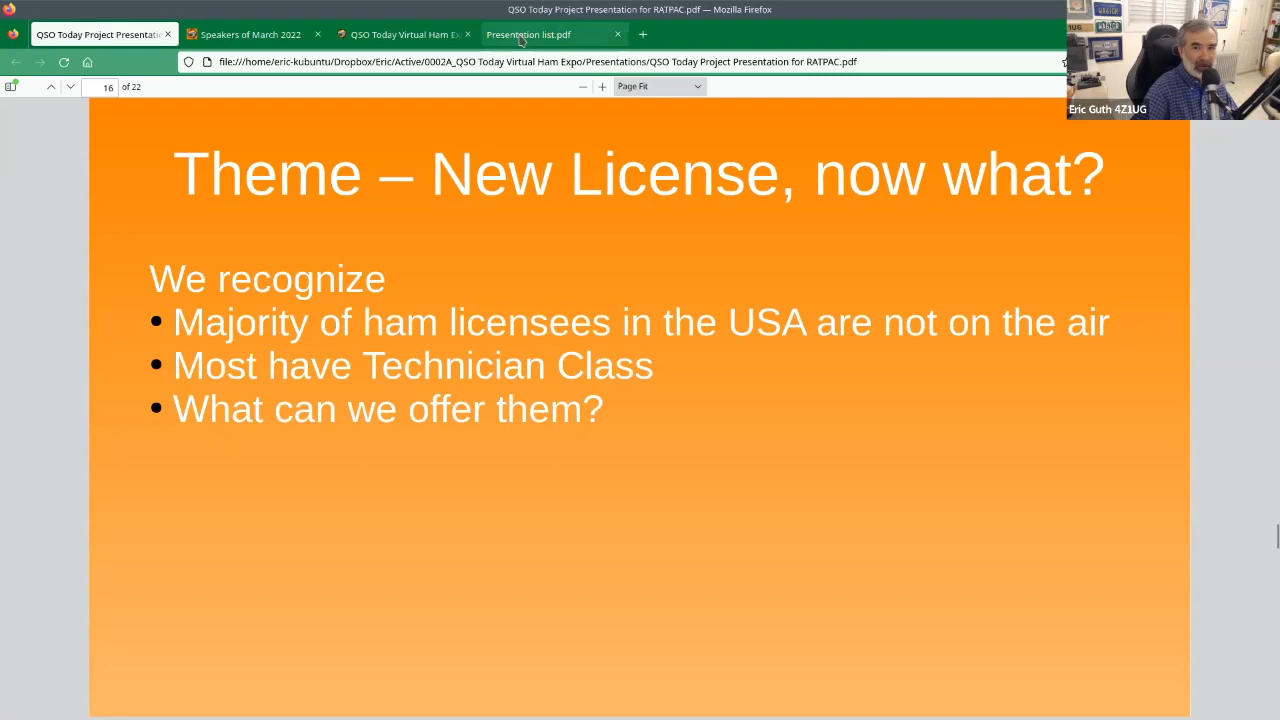 QSO Today Project Presentation for RATPAC.pdf — Mozilla Firefox
QSO Today Project Presentatic
Speakers of March 2022
QSO Today Virtual Ham Ex
Presentation list.pdf
file:///home/eric-kubuntu/Dropbox/Eric/Active/0002A_QSO Today Virtual Ham Expo/Presentations/QSO Today Project Presentation for RATPAC.pdf
16 of 22
Page Fit
Eric Guth 4Z1UG
Theme – New License, now what?
We recognize
• Majority of ham licensees in the USA are not on the air
• Most have Technician Class
• What can we offer them?